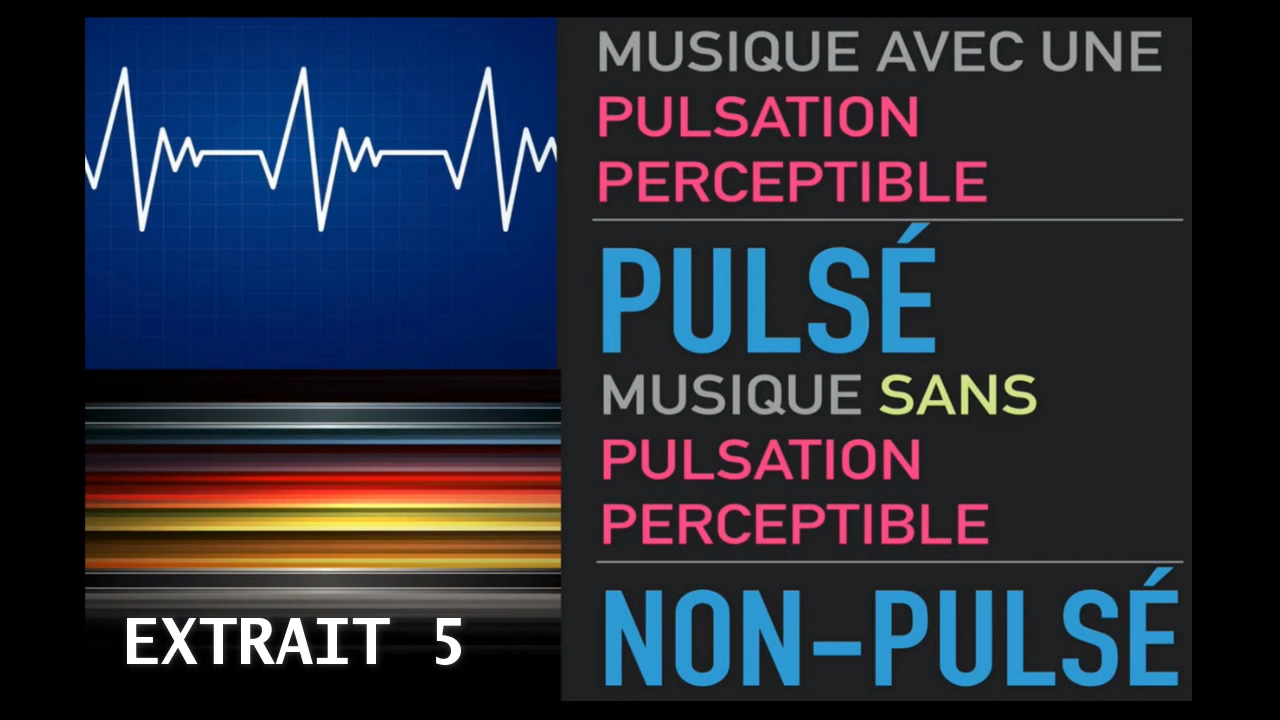 MUSIQUE AVEC UNE
PULSATION
PERCEPTIBLE
PULSÉ
MUSIQUE SANS
PULSATION
PERCEPTIBLE
NON-PULSÉ
EXTRAIT 5